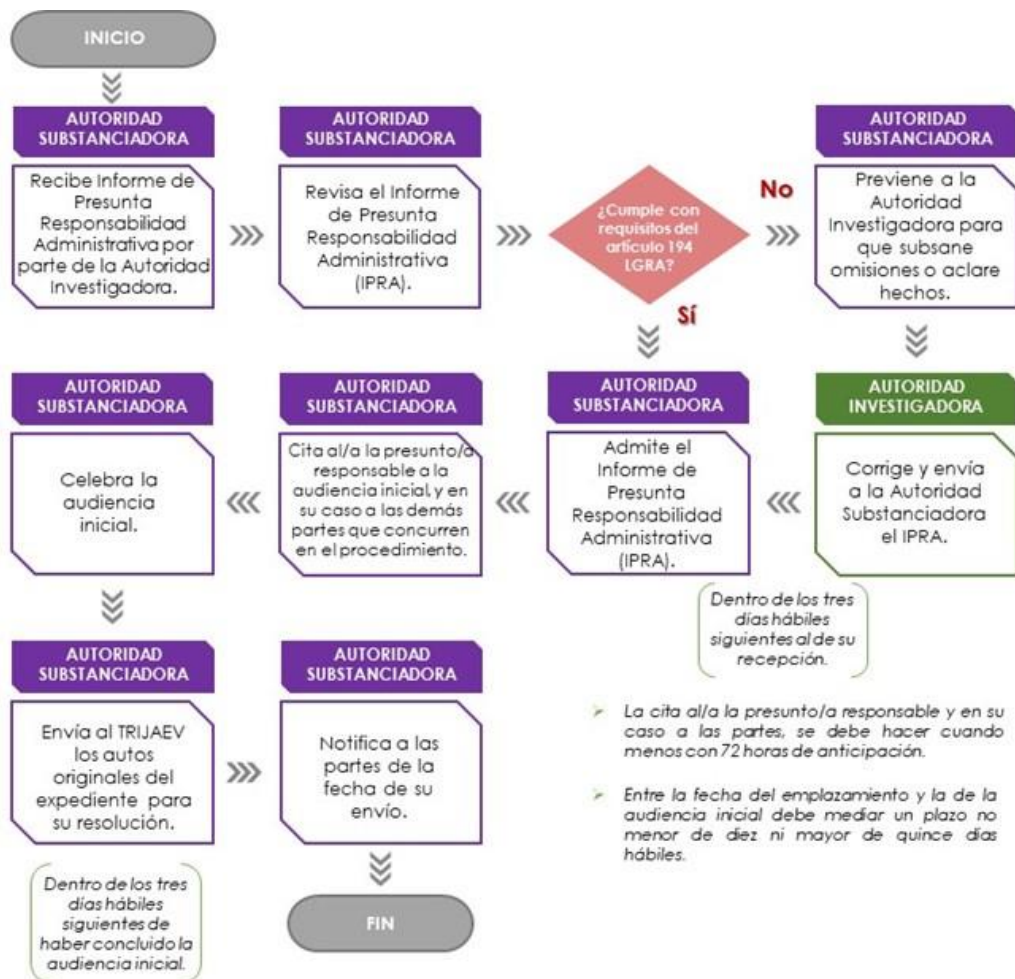 INICIO
AUTORIDAD
SUBSTANCIADORA
Recibe Informe de
Presunta
Responsabilidad
Administrativa por
parte de la Autoridad
Investigadora.
AUTORIDAD
SUBSTANCIADORA
Revisa el Informe
de Presunta
Responsabilidad
Administrativa
(IPRA).
¿Cumple con
requisitos del
artículo 194
LGRA?
No
Sí
AUTORIDAD
SUBSTANCIADORA
Previene a la
Autoridad
Investigadora para
que subsane
omisiones o aclare
hechos.
AUTORIDAD
INVESTIGADORA
Corrige y envía
a la Autoridad
Substanciadora
el IPRA.
AUTORIDAD
SUBSTANCIADORA
Admite el
Informe de
Presunta
Responsabilidad
Administrativa
(IPRA).
Dentro de los tres
días hábiles
siguientes al de su
recepción.
AUTORIDAD
SUBSTANCIADORA
Cita al/a la presunto/a
responsable a la
audiencia inicial, y en
su caso a las demás
partes que concurren
en el procedimiento.
AUTORIDAD
SUBSTANCIADORA
Celebra la
audiencia
inicial.
AUTORIDAD
SUBSTANCIADORA
Envía al TRIJAEV
los autos
originales del
expediente para
su resolución.
Dentro de los tres
días hábiles
siguientes de
haber concluido la
audiencia inicial.
AUTORIDAD
SUBSTANCIADORA
Notifica a las
partes de la
fecha de su
envío.
FIN
La cita al/a la presunto/a responsable y en su
caso a las partes, se debe hacer cuando
menos con 72 horas de anticipación.
Entre la fecha del emplazamiento y la de la
audiencia inicial debe mediar un plazo no
menor de diez ni mayor de quince días
hábiles.